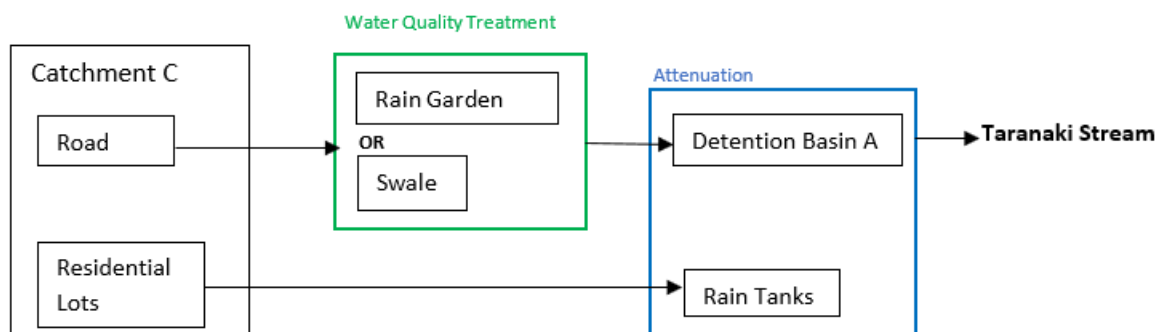 Water Quality Treatment
Catchment C
Attenuation
Rain Garden
Road
OR
Detention Basin A
Taranaki Stream
Swale
Residential
Lots
Rain Tanks